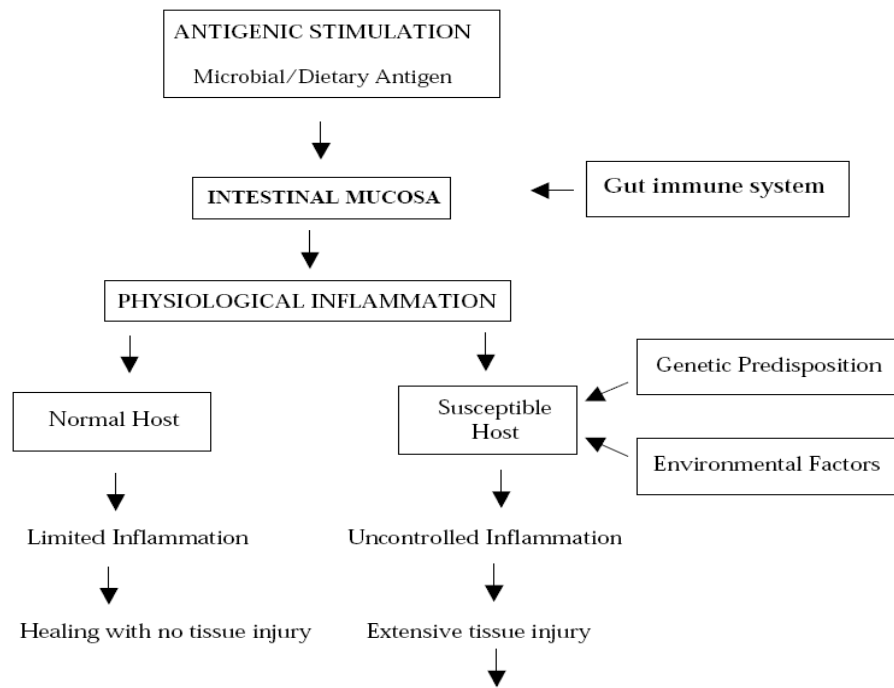 ANTIGENIC STIMULATION
Microbial/Dietary Antigen
INTESTINAL MUCOSA
Gut immune system
PHYSIOLOGICAL INFLAMMATION
Genetic Predisposition
Normal Host
Susceptible
Host
Environmental Factors
Limited Inflammation
Uncontrolled Inflammation
Healing with no tissue injury
Extensive tissue injury